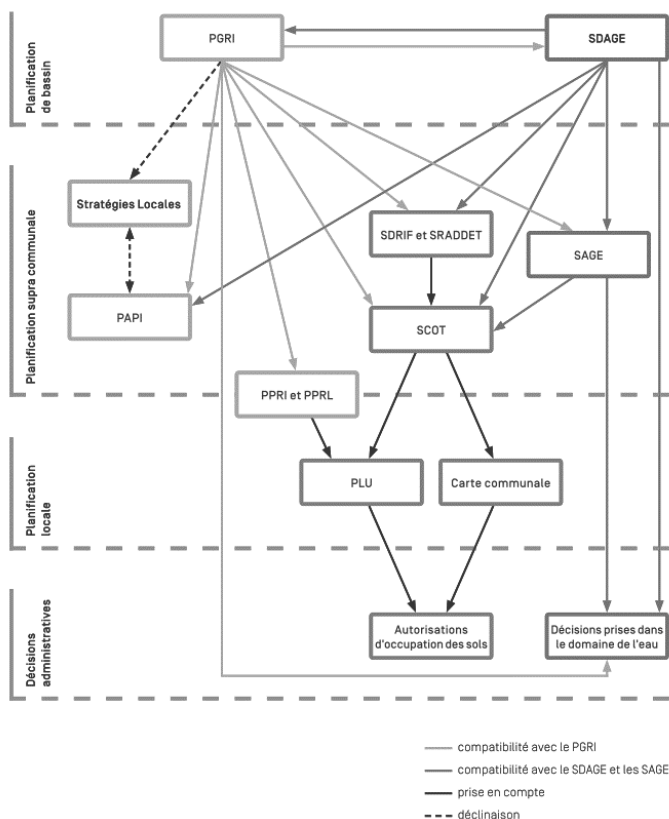 Planification
de bassin
PGRI
SDAGE
Planification supra communale
Stratégies Locales
SDRIF et SRADDET
SAGE
PAPI
SCOT
PPRI et PPRL
Planification
locale
PLU
Carte communale
Décisions
administratives
Autorisations
d'occupation des sols
Décisions prises dans
le domaine de l'eau
compatibilité avec le PGRI
compatibilité avec le SDAGE et les SAGE
prise en compte
déclinaison